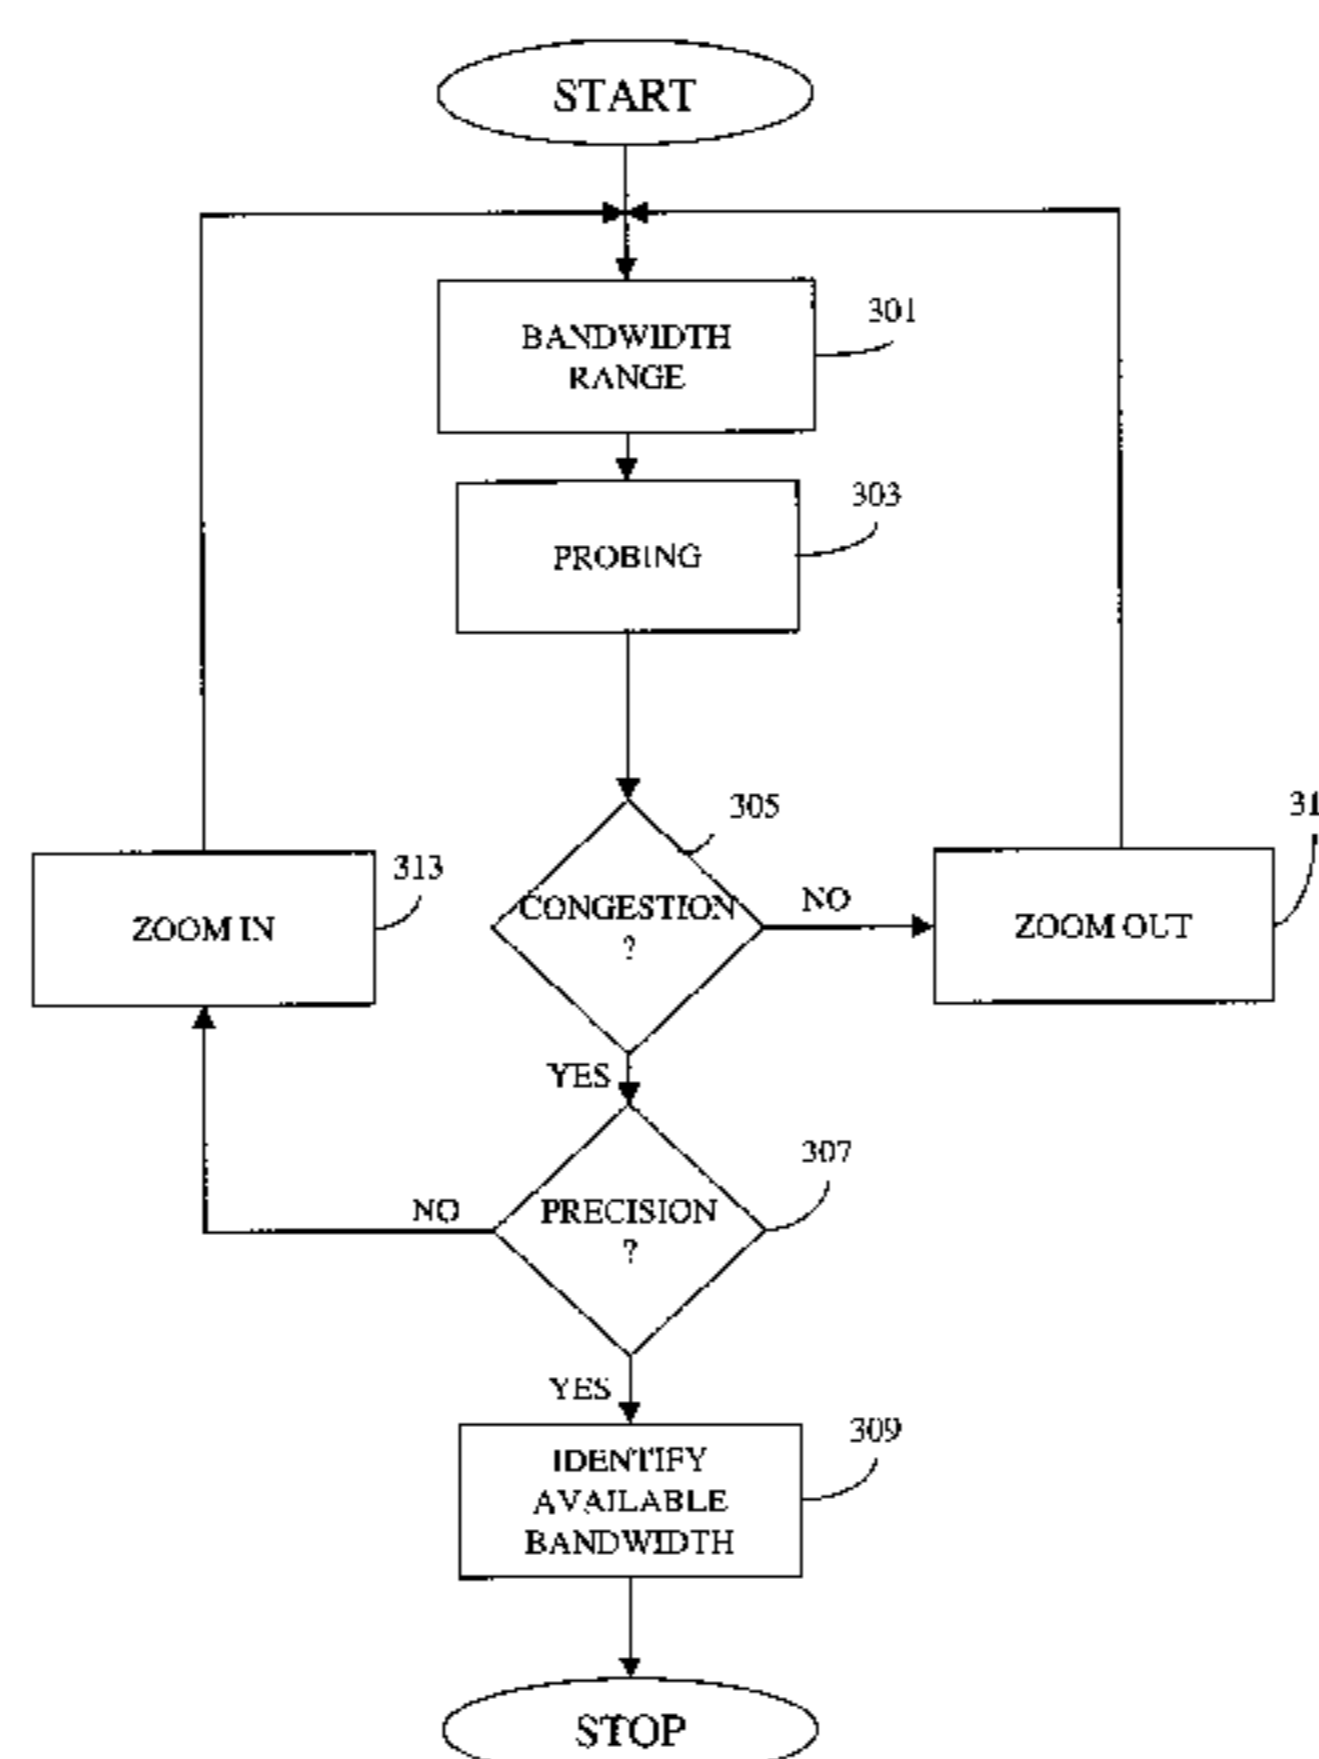 START
BANDWIDTH
RANGE
301
PROBING
303
305
CONGESTION
?
NO
ZOOM OUT
31
ZOOM IN
313
YES
PRECISION
?
307
NO
YES
IDENTIFY
AVAILABLE
BANDWIDTH
309
STOP